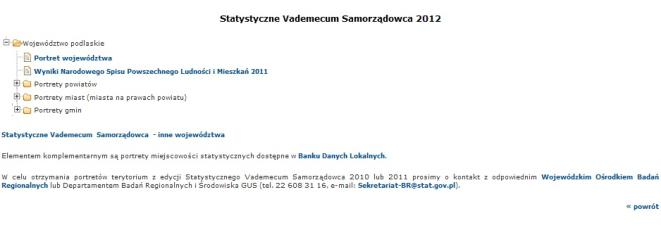 Statystyczne Vademecum Samorządowca 2012
Województwo podlaskie
Portret województwa
Wyniki Narodowego Spisu Powszechnego Ludności i Mieszkań 2011
Portrety powiatów
Portrety miast (miasta na prawach powiatu)
Portrety gmin
Statystyczne Vademecum Samorządowca - inne województwa
Elementem komplementarnym są portrety miejscowości statystycznych dostępne w Banku Danych Lokalnych.
W celu otrzymania portretów terytorium z edycji Statystycznego Vademecum Samorządowca 2010 lub 2011 prosimy o kontakt z odpowiednim Wojewódzkim Ośrodkiem Badań
Regionalnych lub Departamentem Badań Regionalnych i Środowiska GUS (tel. 22 608 31 16, e-mail: Sekretariat-BR@stat.gov.pl).
« powrót